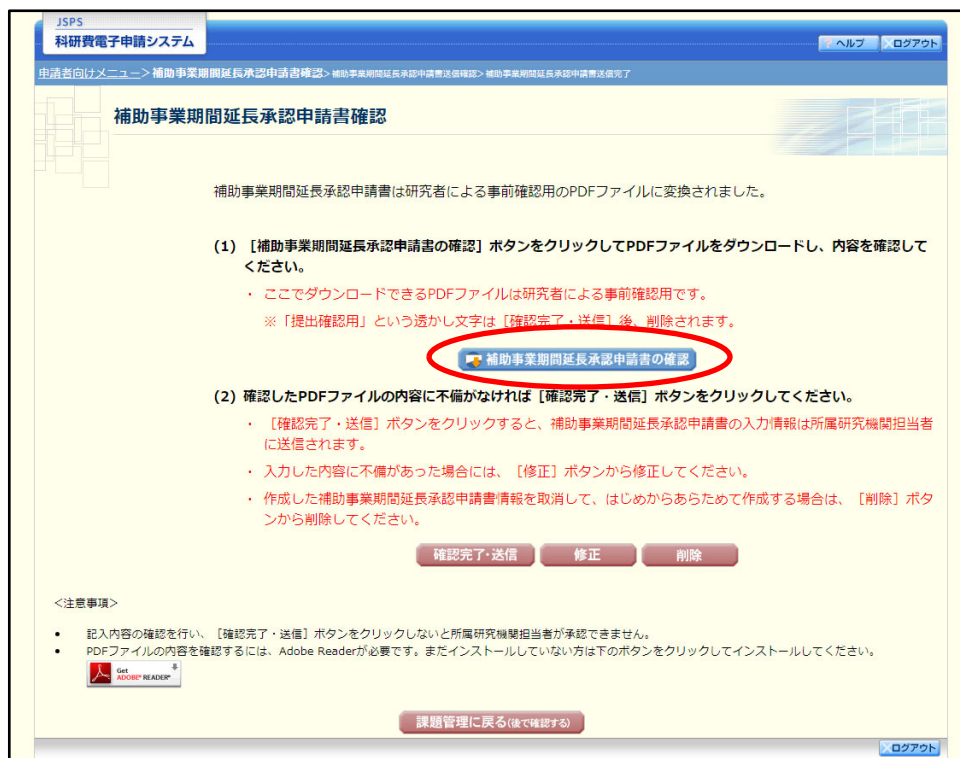 JSPS
科研費電子申請システム
? ヘルプ ログアウト
申請者向けメニュー>補助事業期間延長承認申請書確認>補助事業期間延長承認申請書送信確認>補助事業期間延長承認申請書送信完了
補助事業期間延長承認申請書確認
補助事業期間延長承認申請書は研究者による事前確認用のPDFファイルに変換されました。
(1) [補助事業期間延長承認申請書の確認] ボタンをクリックしてPDFファイルをダウンロードし、内容を確認して
ください。
・ ここでダウンロードできるPDFファイルは研究者による事前確認用です。
※「提出確認用」という透かし文字は[確認完了・送信]後、削除されます。
補助事業期間延長承認申請書の確認
(2) 確認したPDFファイルの内容に不備がなければ[確認完了・送信]ボタンをクリックしてください。
・ [確認完了・送信]ボタンをクリックすると、補助事業期間延長承認申請書の入力情報は所属研究機関担当者
に送信されます。
・ 入力した内容に不備があった場合には、[修正]ボタンから修正してください。
・ 作成した補助事業期間延長承認申請書情報を取消して、はじめからあらためて作成する場合は、[削除]ボタ
ンから削除してください。
確認完了・送信 修正 削除
<注意事項>
• 記入内容の確認を行い、[確認完了・送信]ボタンをクリックしないと所属研究機関担当者が承認できません。
• PDFファイルの内容を確認するには、Adobe Readerが必要です。まだインストールしていない方は下のボタンをクリックしてインストールしてください。
Get
ADOBE® READER®
課題管理に戻る(後で確認する)
ログアウト